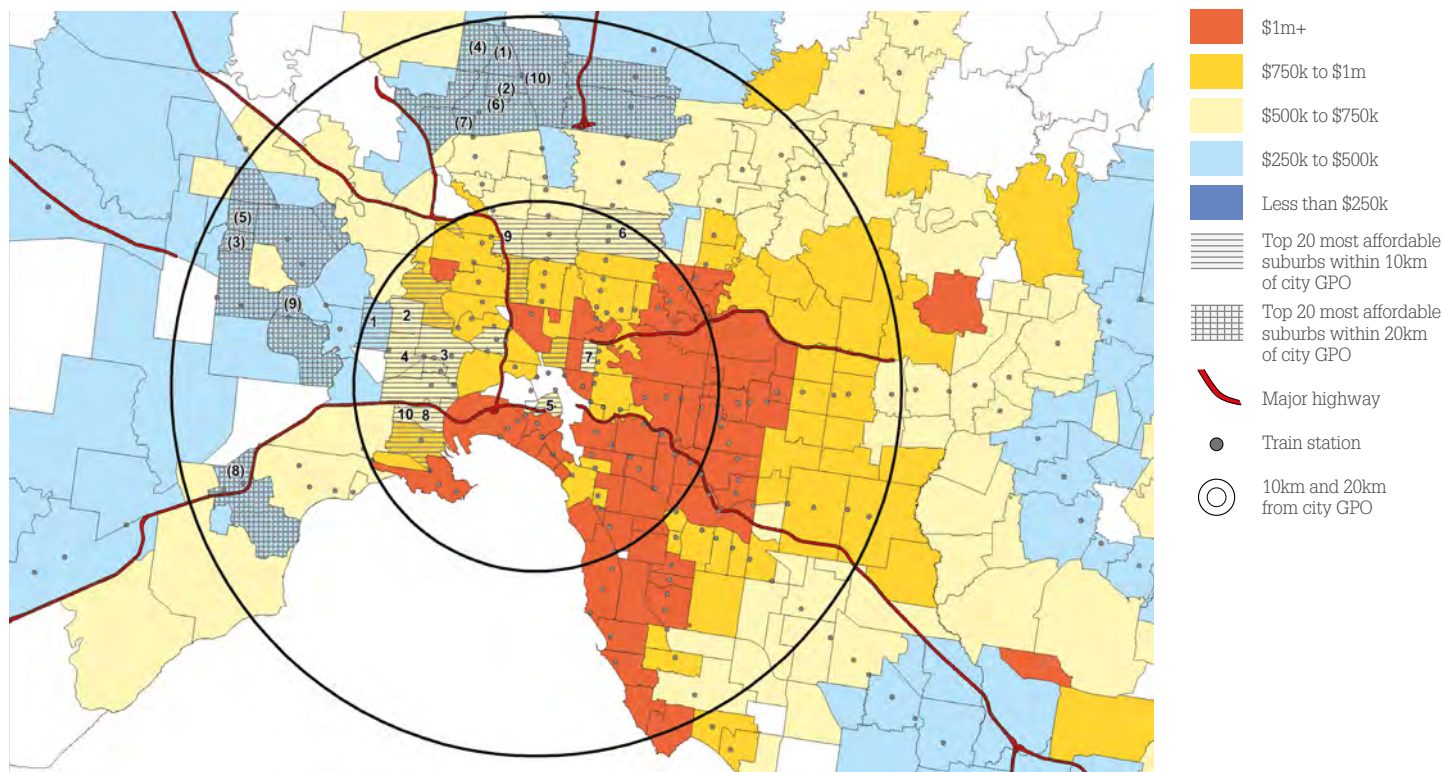 (4)
(1)
(10)
(2)
(6)
(7)
(5)
(3)
9
6
(9)
1
2
4
3
7
5
10
8
(8)
$1m+
$750k to $1m
$500k to $750k
$250k to $500k
Less than $250k
Top 20 most affordable
suburbs within 10km
of city GPO
Top 20 most affordable
suburbs within 20km
of city GPO
Major highway
Train station
10km and 20km
from city GPO